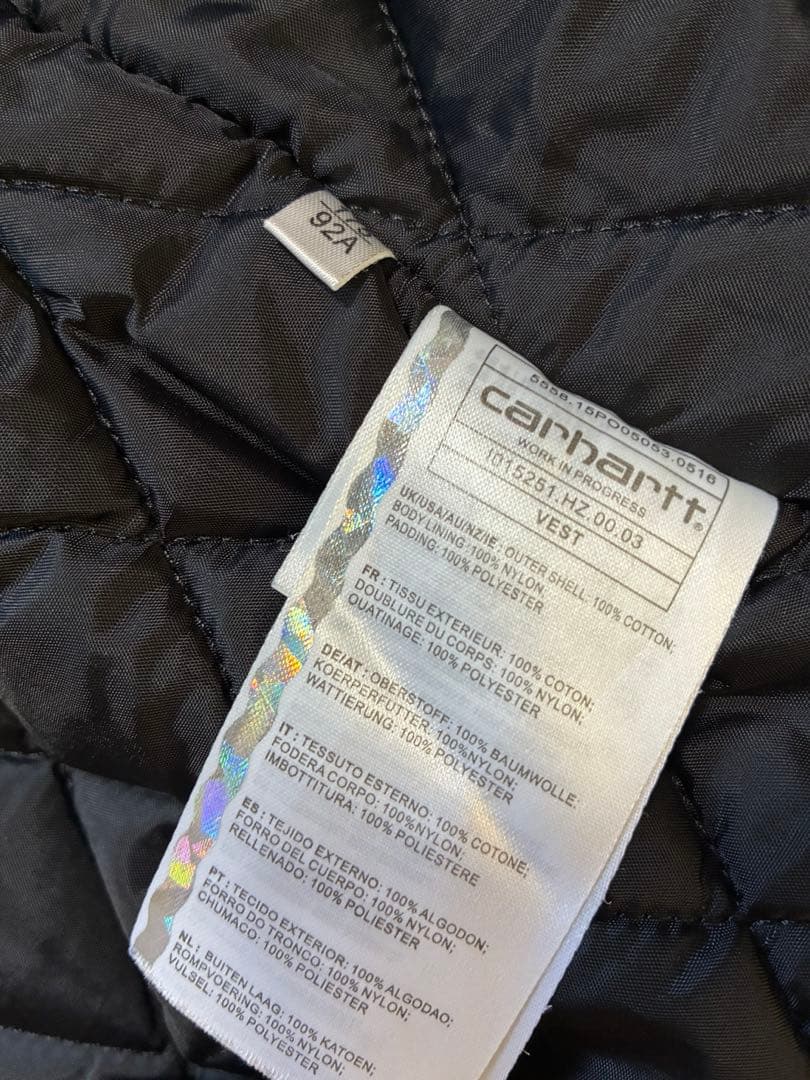 92A
5558.15PO05053.0516
carhartt®
WORK IN PROGRESS
I015251.HZ.00.03
VEST
UK/USA/AU/NZ/IE, OUTER SHELL: 100% COTTON;
BODY LINING: 100% NYLON;
PADDING: 100% POLYESTER
FR : TISSU EXTERIEUR: 100% COTON;
DOUBLURE DU CORPS: 100% NYLON;
OUATINAGE: 100% POLYESTER
DE/AT : OBERSTOFF: 100% BAUMWOLLE;
KOERPERFUTTER: 100%NYLON;
WATTIERUNG: 100% POLYESTER
IT : TESSUTO ESTERNO: 100% COTONE;
FODERA CORPO: 100%NYLON;
IMBOTTITURA: 100% POLIESTERE
ES : TEJIDO EXTERNO: 100% ALGODON;
FORRO DEL CUERPO: 100% NYLON;
RELLENADO: 100% POLYESTER
PT : TECIDO EXTERIOR: 100% ALGODAO;
FORRO DO TRONCO: 100% NYLON;
CHUMACO: 100% POLIESTER
NL : BUITEN LAAG: 100% KATOEN;
ROMPVOERING: 100% NYLON;
VULSEL: 100% POLYESTER